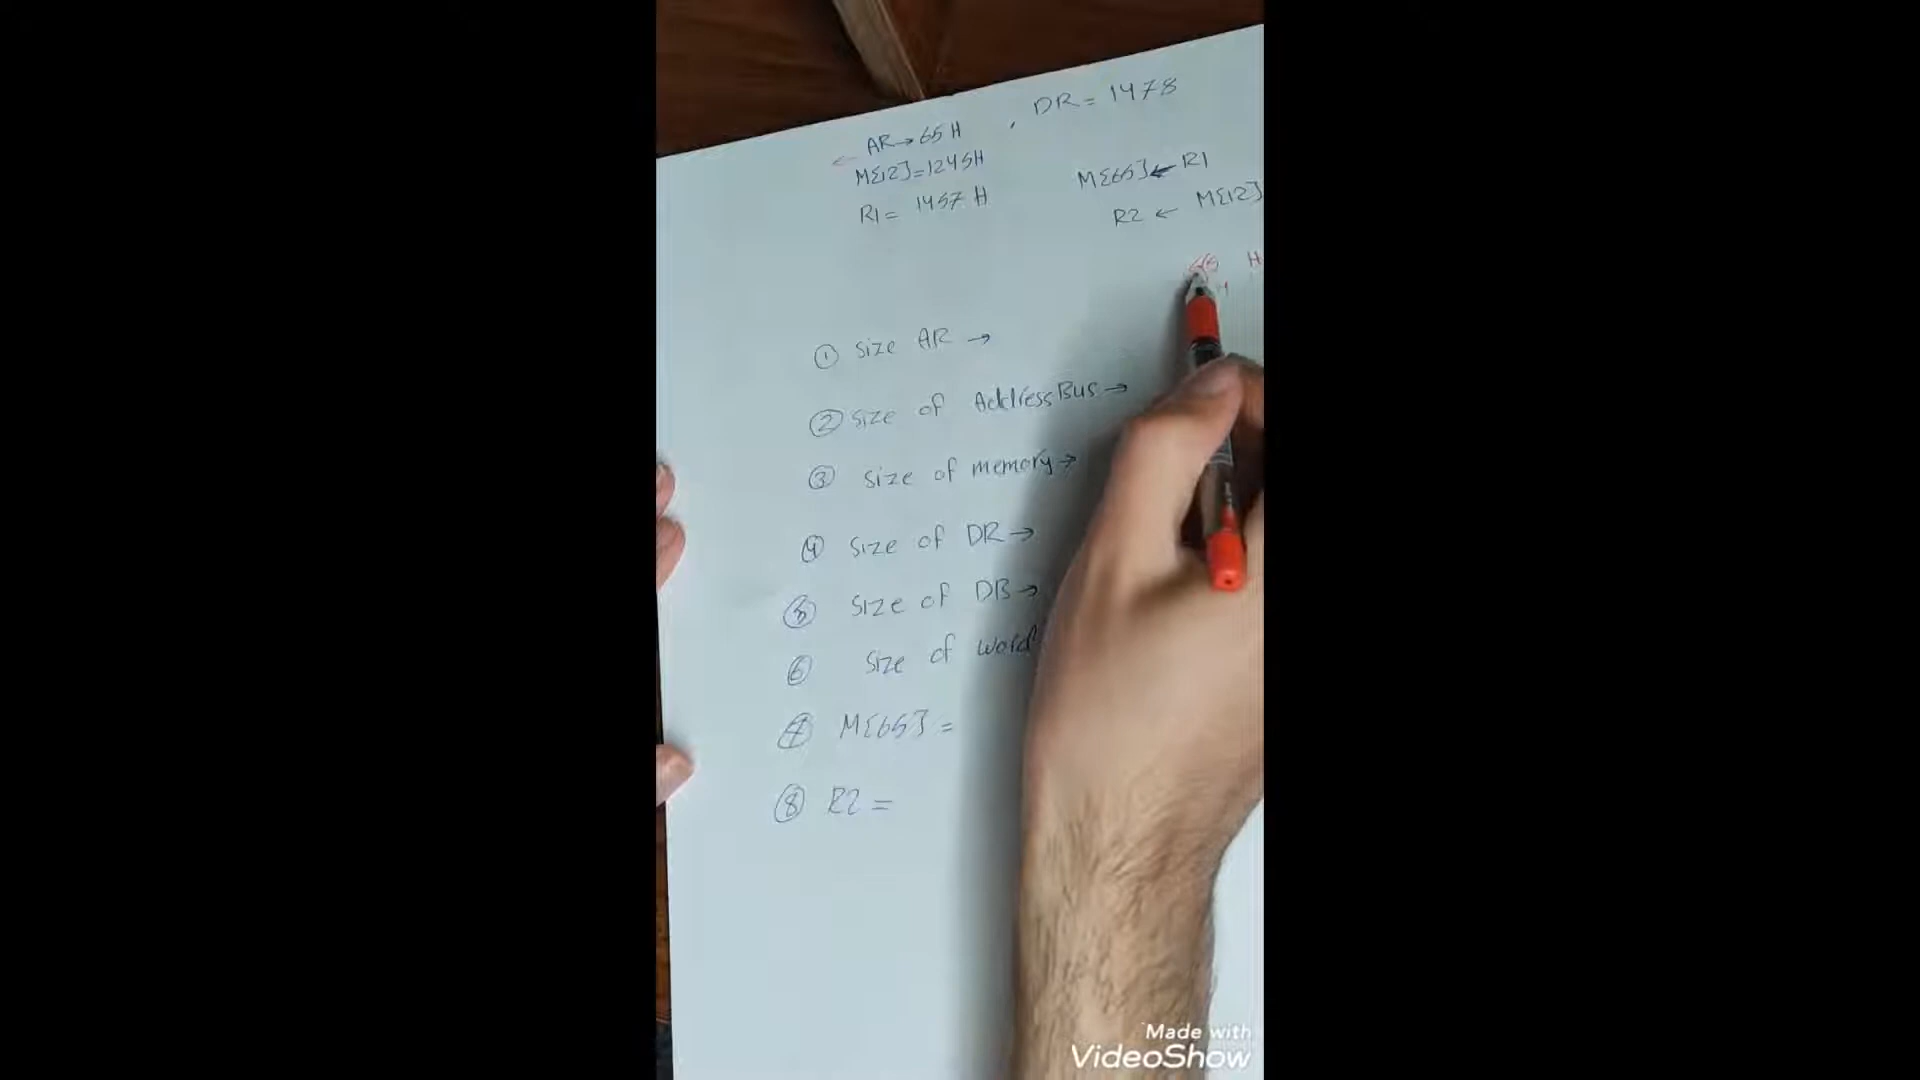 DR = 1478
AR → 65 H ,
M[12] = 1245H
R1 = 1457 H
M[65] ← R1
R2 ← M[12]
H
① Size AR →
② Size of AddressBus →
③ Size of memory →
④ Size of DR →
⑤ Size of DB →
⑥ Size of word
⑦ M[65] =
⑧ R2 =
Made with
VideoShow